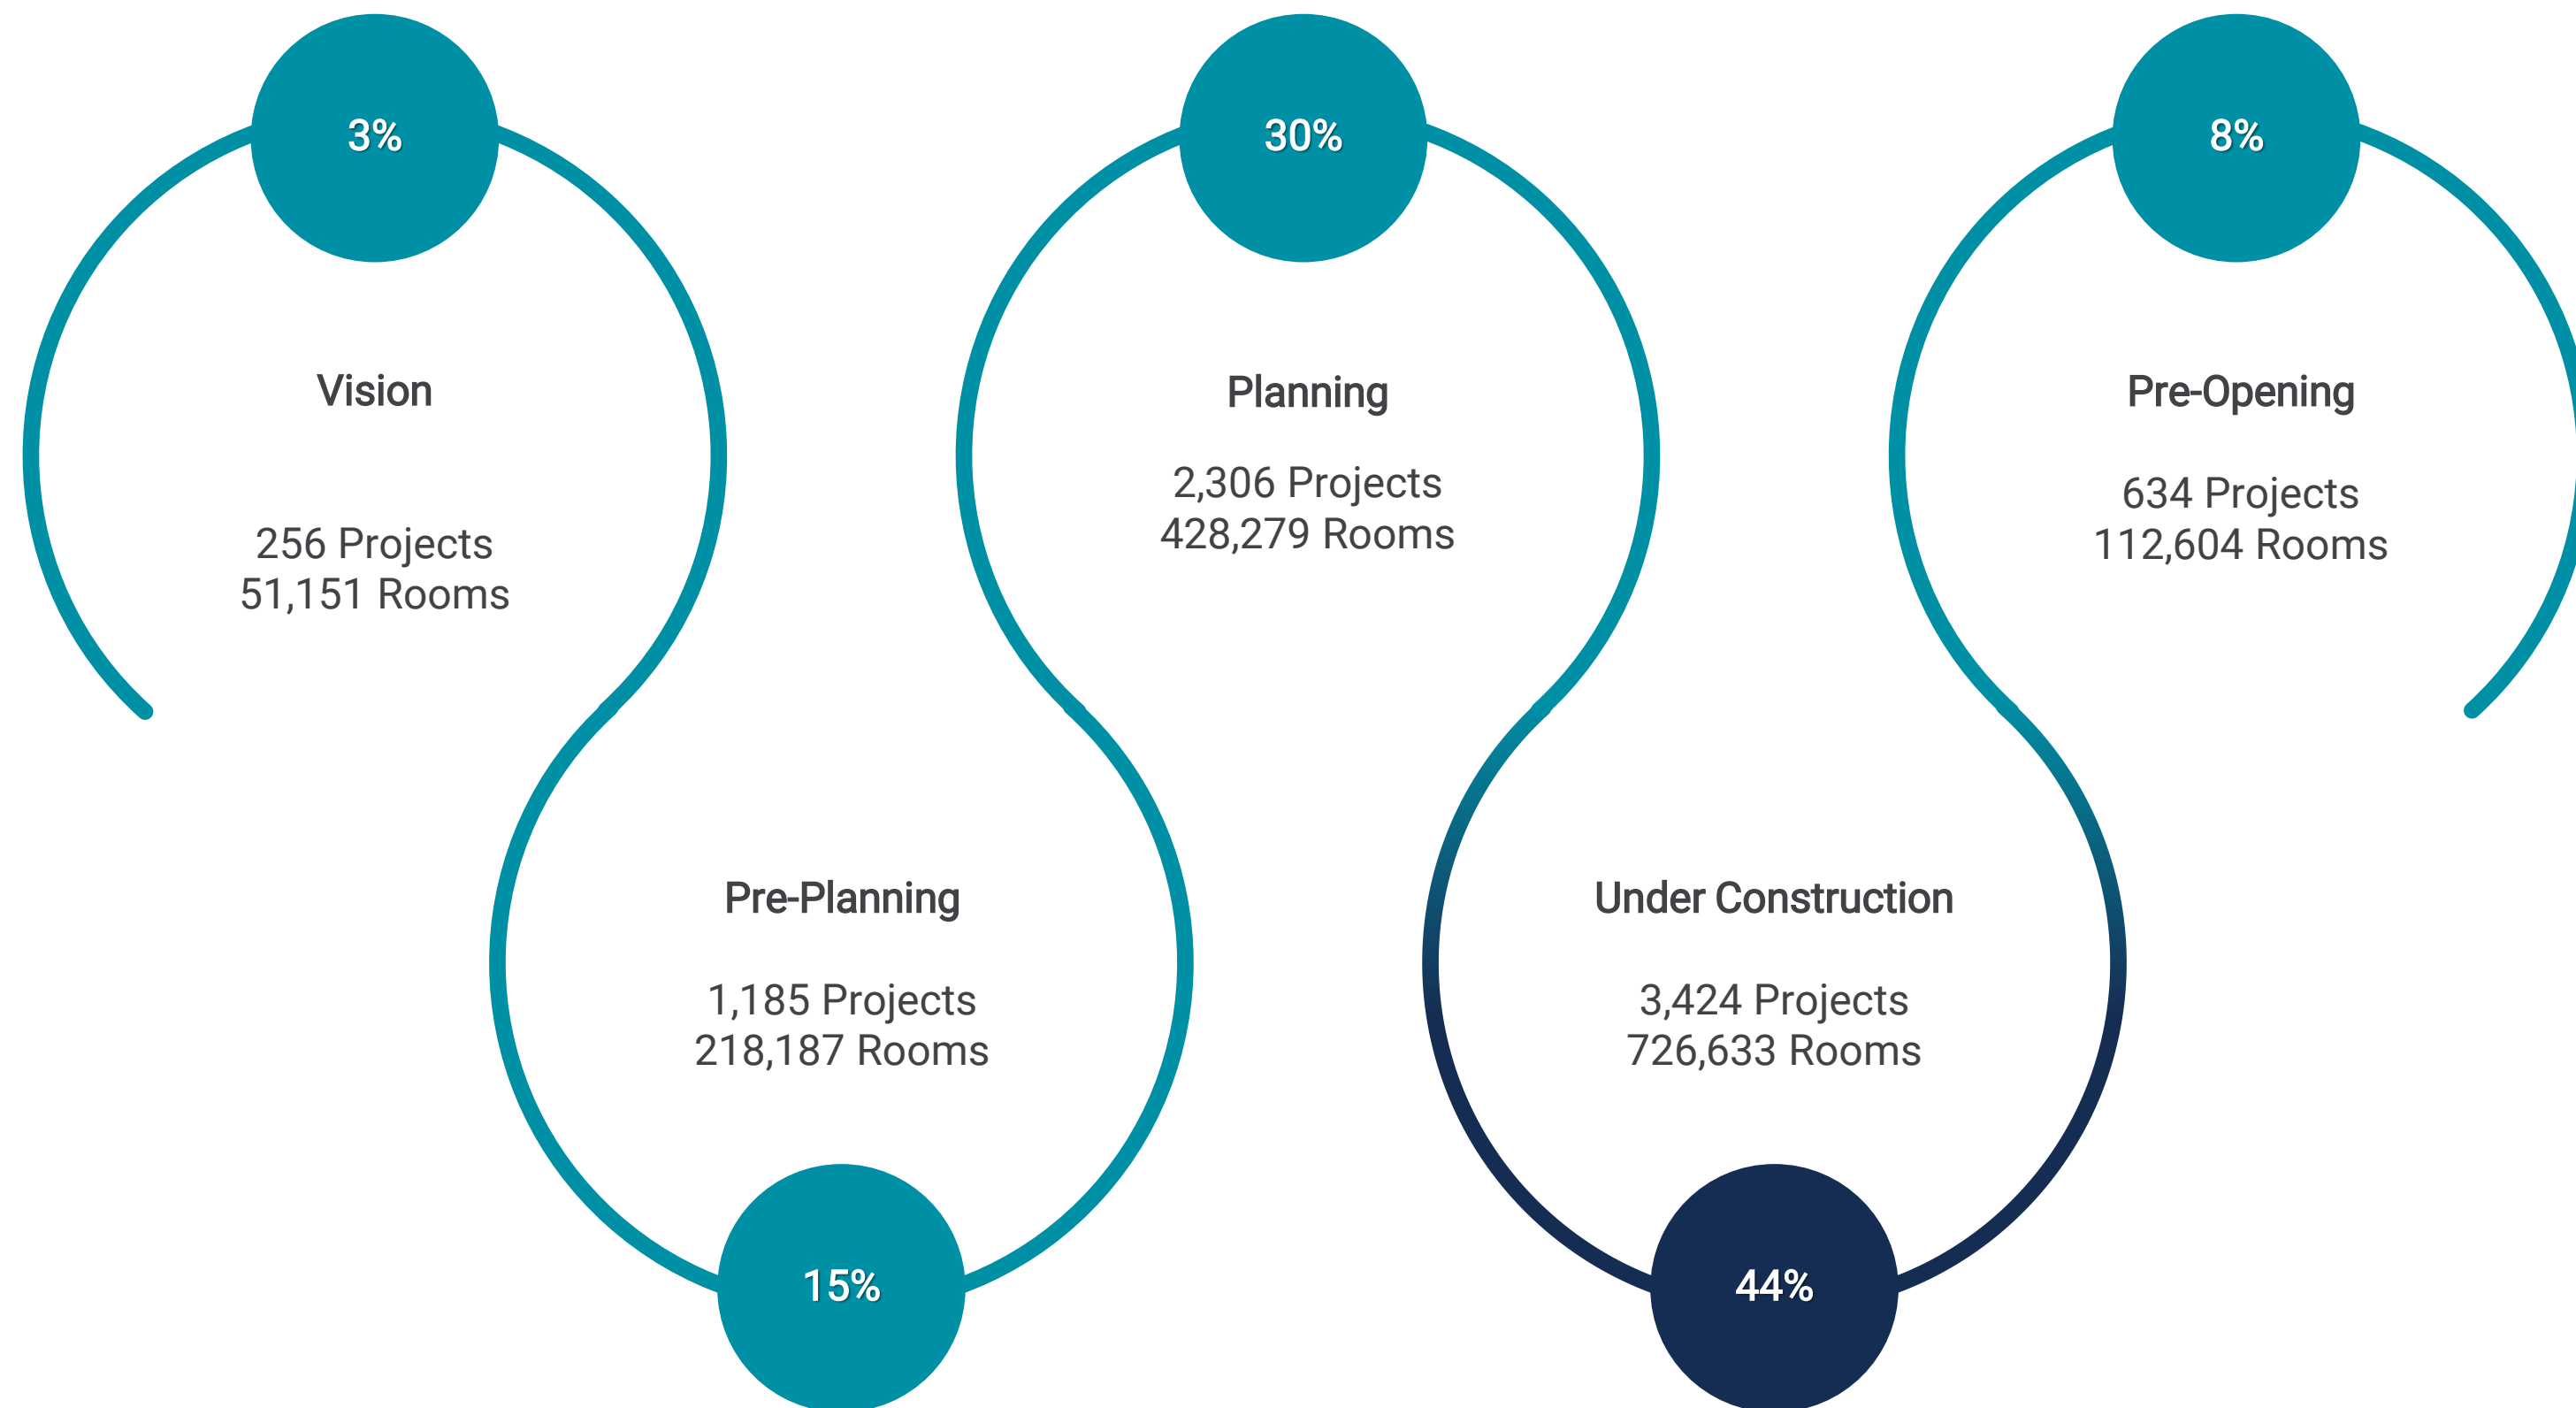 3%
Vision
256 Projects
51,151 Rooms
Pre-Planning
1,185 Projects
218,187 Rooms
15%
30%
Planning
2,306 Projects
428,279 Rooms
Under Construction
3,424 Projects
726,633 Rooms
44%
8%
Pre-Opening
634 Projects
112,604 Rooms